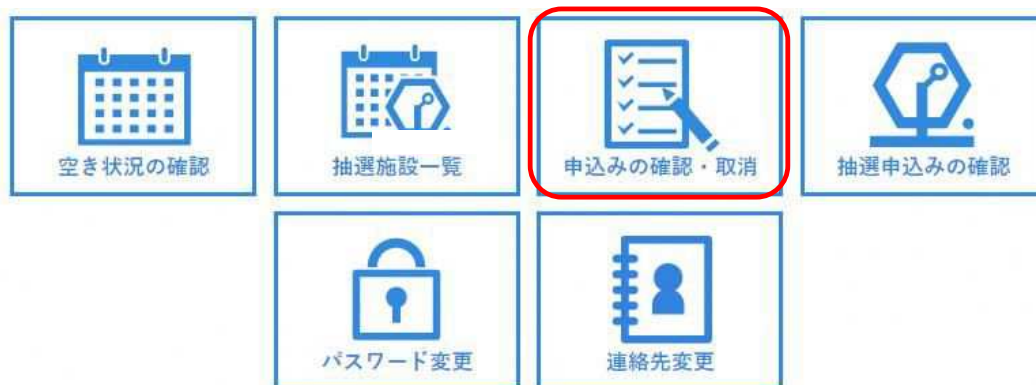 空き状況の確認
抽選施設一覧
申込みの確認・取消
抽選申込みの確認
パスワード変更
連絡先変更